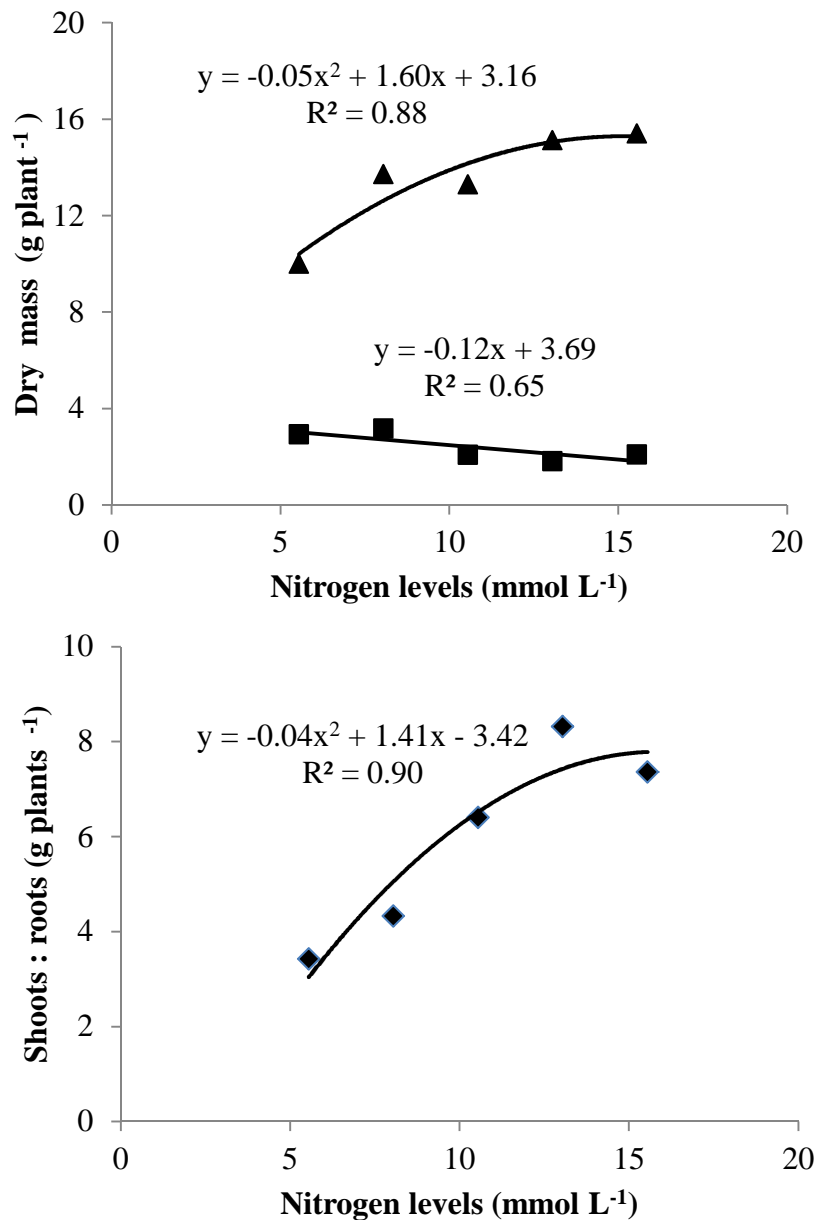 20
y = -0.05x² + 1.60x + 3.16
R² = 0.88
16
12
8
y = -0.12x + 3.69
R² = 0.65
4
0
Dry mass (g plant ⁻¹ )
0 5 10 15 20
Nitrogen levels (mmol L⁻¹)
10
8
y = -0.04x² + 1.41x - 3.42
R² = 0.90
6
4
2
0
Shoots : roots (g plants ⁻¹)
0 5 10 15 20
Nitrogen levels (mmol L⁻¹)